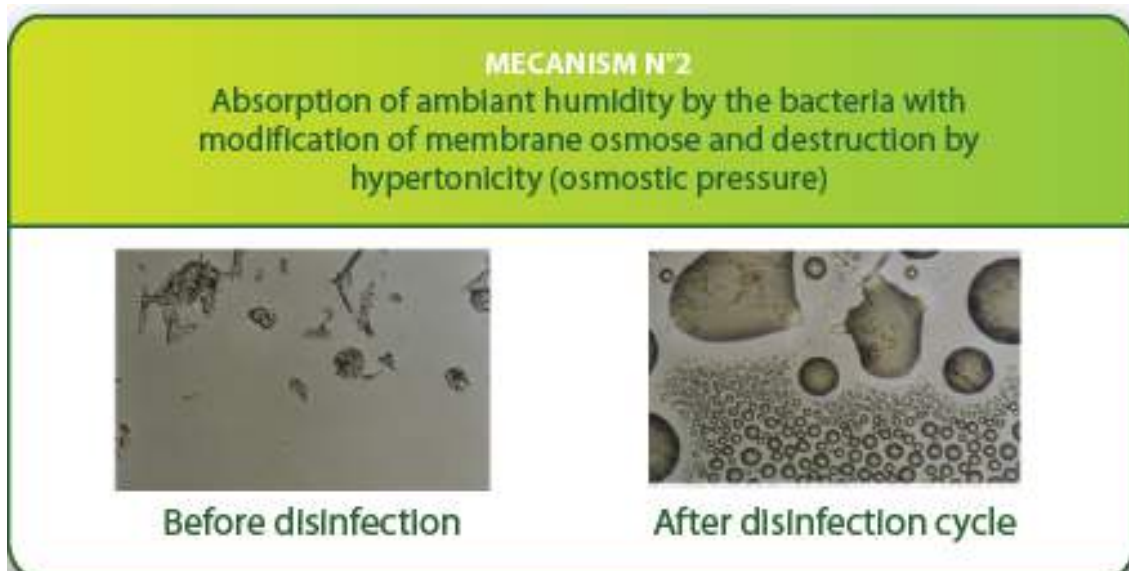 MECANISM N°2
Absorption of ambiant humidity by the bacteria with
modification of membrane osmose and destruction by
hypertonicity (osmostic pressure)
Before disinfection
After disinfection cycle